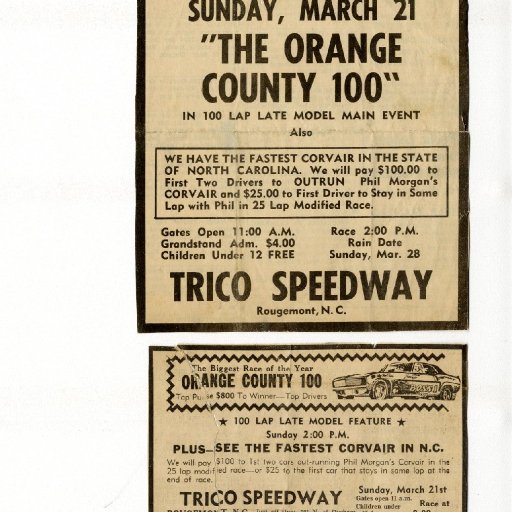 SUNDAY, MARCH 21
"THE ORANGE
COUNTY 100"
IN 100 LAP LATE MODEL MAIN EVENT
Also
WE HAVE THE FASTEST CORVAIR IN THE STATE
OF NORTH CAROLINA. We will pay $100.00 to
First Two Drivers to OUTRUN Phil Morgan's
CORVAIR and $25.00 to First Driver to Stay in Same
Lap with Phil in 25 Lap Modified Race.
Gates Open 11:00 A.M. Race 2:00 P.M.
Grandstand Adm. $4.00 Rain Date
Children Under 12 FREE Sunday, Mar. 28
TRICO SPEEDWAY
Rougemont, N. C.
The Biggest Race of the Year
ORANGE COUNTY 100
Top Purse $800 To Winner—Top Drivers
★ 100 LAP LATE MODEL FEATURE ★
Sunday 2:00 P.M.
PLUS—SEE THE FASTEST CORVAIR IN N.C.
We will pay $100 to 1st two cars out-running Phil Morgan's Corvair in the
25 lap modified race—or $25 to the first car that stays in same lap at the
end of race.
TRICO SPEEDWAY Sunday, March 21st
Gates open 11 a.m.
Children under Race at